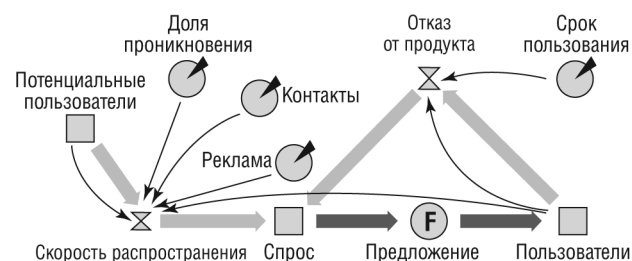 Доля
проникновения
Отказ
от продукта
Срок
пользования
Потенциальные
пользователи
Контакты
Реклама
F
Скорость распространения
Спрос
Предложение
Пользователи